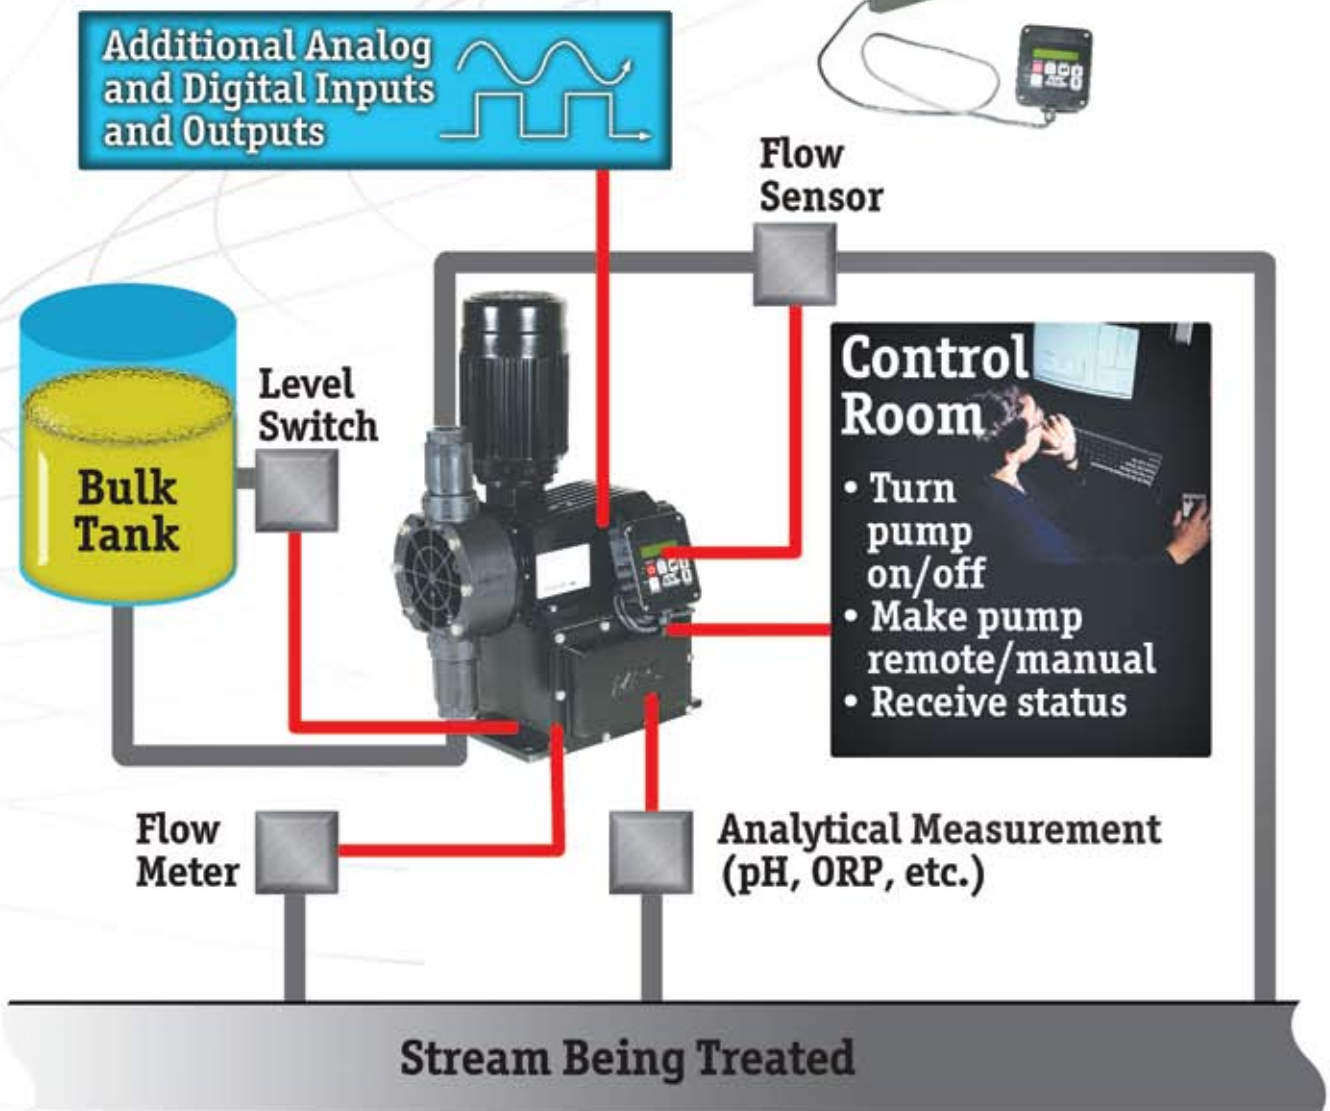 Additional Analog
and Digital Inputs
and Outputs
Flow
Sensor
Control
Room
• Turn
pump
on/off
• Make pump
remote/manual
• Receive status
Level
Switch
Bulk
Tank
Flow
Meter
Analytical Measurement
(pH, ORP, etc.)
Stream Being Treated